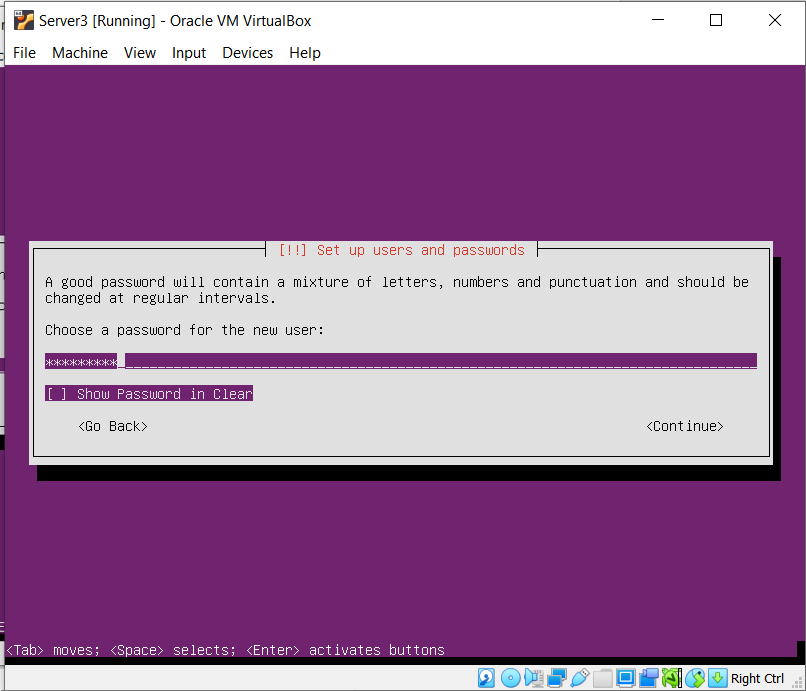 Server3 [Running] - Oracle VM VirtualBox
File Machine View Input Devices Help
[!!] Set up users and passwords
A good password will contain a mixture of letters, numbers and punctuation and should be
changed at regular intervals.
Choose a password for the new user:
*********
[ ] Show Password in Clear
<Go Back> <Continue>
<Tab> moves; <Space> selects; <Enter> activates buttons
Right Ctrl